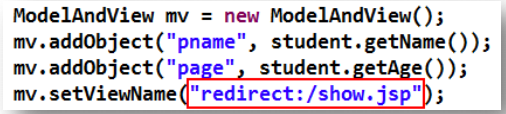 ModelAndView mv = new ModelAndView();
mv.addObject("pname", student.getName());
mv.addObject("page", student.getAge());
mv.setViewName("redirect:/show.jsp");